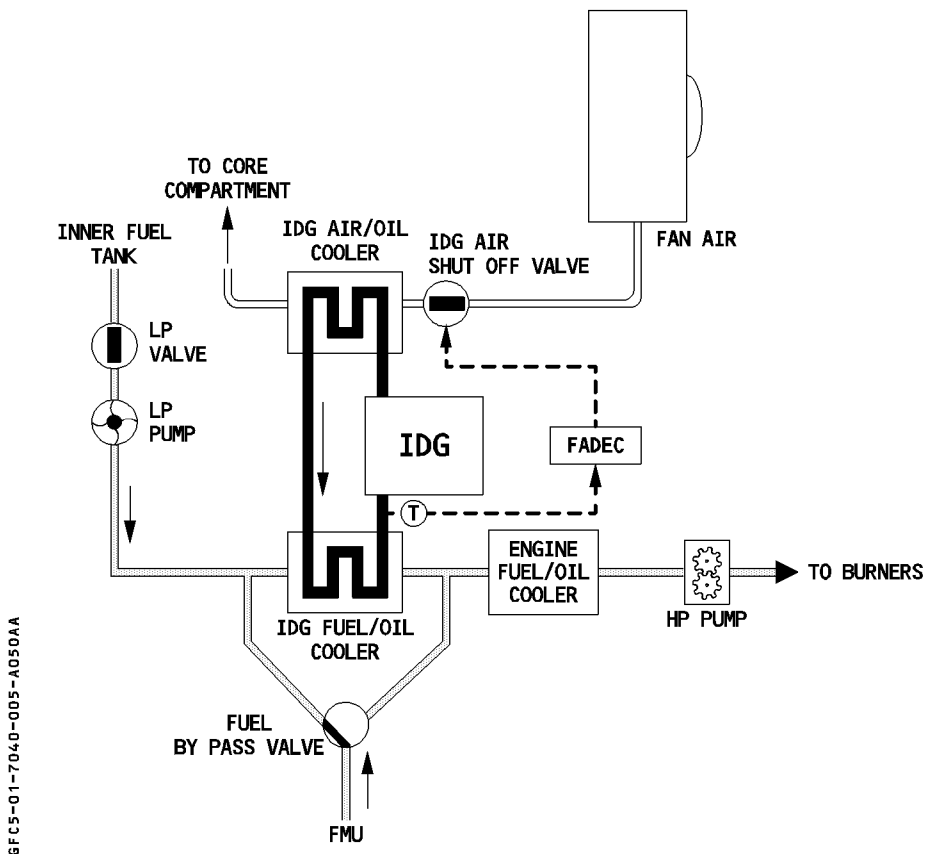 TO CORE
COMPARTMENT
INNER FUEL
TANK
IDG AIR/OIL
COOLER
IDG AIR
SHUT OFF VALVE
FAN AIR
LP
VALVE
LP
PUMP
IDG
FADEC
T
ENGINE
FUEL/OIL
COOLER
TO BURNERS
HP PUMP
IDG FUEL/OIL
COOLER
FUEL
BY PASS VALVE
FMU
GFC5-01-7040-005-A050AA